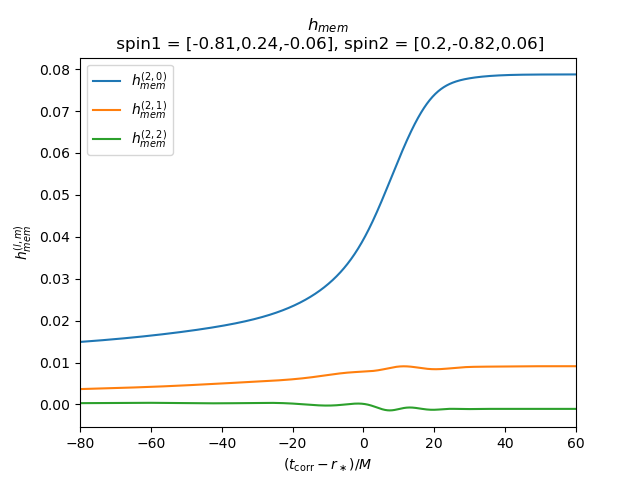 h_mem
spin1 = [-0.81,0.24,-0.06], spin2 = [0.2,-0.82,0.06]
h_mem^(2,0)
h_mem^(2,1)
h_mem^(2,2)
h_mem^(l,m)
0.08
0.07
0.06
0.05
0.04
0.03
0.02
0.01
0.00
−80 −60 −40 −20 0 20 40 60
(t_corr − r_∗)/M